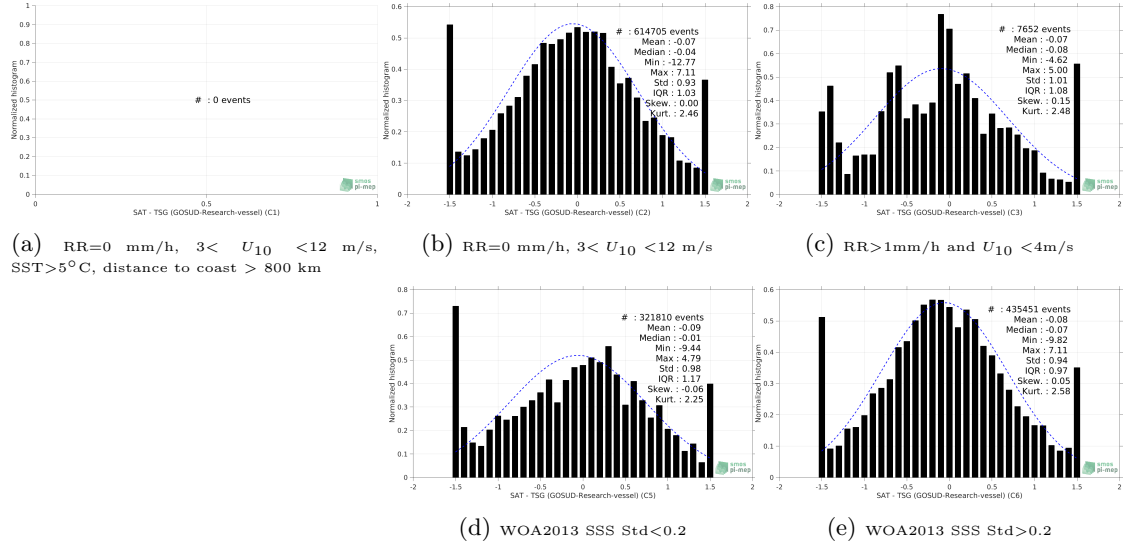 1
0.9
0.8
0.7
0.6
0.5
0.4
0.3
0.2
0.1
0
Normalized histogram
# : 0 events
smos
pi-mep
0 0.5 1
SAT - TSG (GOSUD-Research-vessel) (C1)
(a) RR=0 mm/h, 3< U10 <12 m/s,
SST>5°C, distance to coast > 800 km
0.6
0.5
0.4
0.3
0.2
0.1
0
Normalized histogram
# : 614705 events
Mean : -0.07
Median : -0.04
Min : -12.77
Max : 7.11
Std : 0.93
IQR : 1.03
Skew. : 0.00
Kurt. : 2.46
smos
pi-mep
-2 -1.5 -1 -0.5 0 0.5 1 1.5 2
SAT - TSG (GOSUD-Research-vessel) (C2)
(b) RR=0 mm/h, 3< U10 <12 m/s
0.8
0.7
0.6
0.5
0.4
0.3
0.2
0.1
0
Normalized histogram
# : 7652 events
Mean : -0.07
Median : -0.08
Min : -4.62
Max : 5.00
Std : 1.01
IQR : 1.08
Skew. : 0.15
Kurt. : 2.48
smos
pi-mep
-2 -1.5 -1 -0.5 0 0.5 1 1.5 2
SAT - TSG (GOSUD-Research-vessel) (C3)
(c) RR>1mm/h and U10 <4m/s
0.8
0.7
0.6
0.5
0.4
0.3
0.2
0.1
0
Normalized histogram
# : 321810 events
Mean : -0.09
Median : -0.01
Min : -9.44
Max : 4.79
Std : 0.98
IQR : 1.17
Skew. : -0.06
Kurt. : 2.25
smos
pi-mep
-2 -1.5 -1 -0.5 0 0.5 1 1.5 2
SAT - TSG (GOSUD-Research-vessel) (C5)
(d) WOA2013 SSS Std<0.2
0.6
0.5
0.4
0.3
0.2
0.1
0
Normalized histogram
# : 435451 events
Mean : -0.08
Median : -0.07
Min : -9.82
Max : 7.11
Std : 0.94
IQR : 0.97
Skew. : 0.05
Kurt. : 2.58
smos
pi-mep
-2 -1.5 -1 -0.5 0 0.5 1 1.5 2
SAT - TSG (GOSUD-Research-vessel) (C6)
(e) WOA2013 SSS Std>0.2